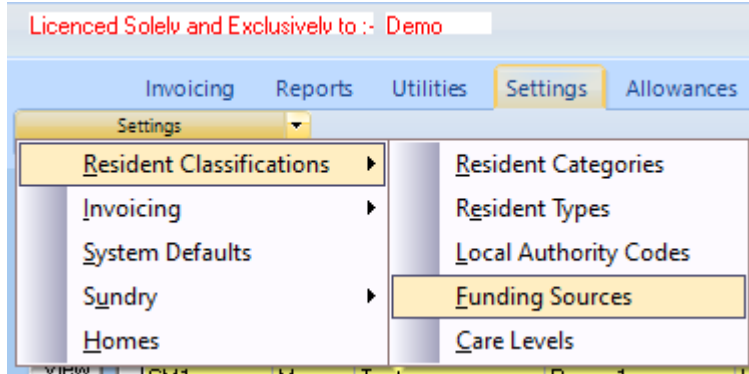 Licenced Solely and Exclusively to :- Demo
Invoicing Reports Utilities Settings Allowances
Settings
Resident Classifications
Invoicing
System Defaults
Sundry
Homes
Resident Categories
Resident Types
Local Authority Codes
Funding Sources
Care Levels